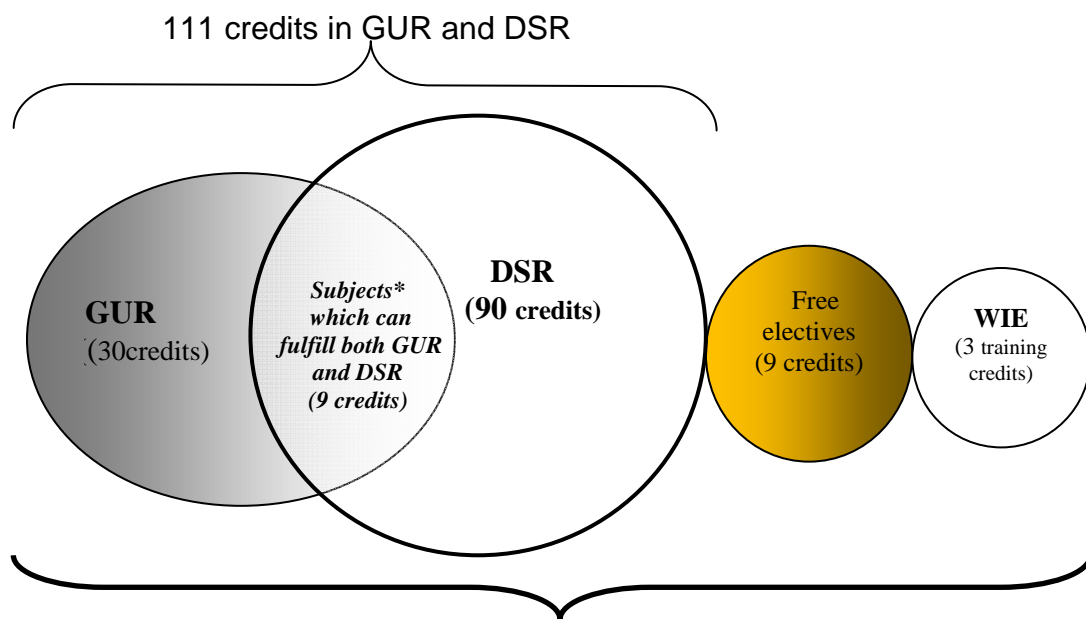 111 credits in GUR and DSR
GUR
(30credits)
Subjects*
which can
fulfill both GUR
and DSR
(9 credits)
DSR
(90 credits)
Free
electives
(9 credits)
WIE
(3 training
credits)